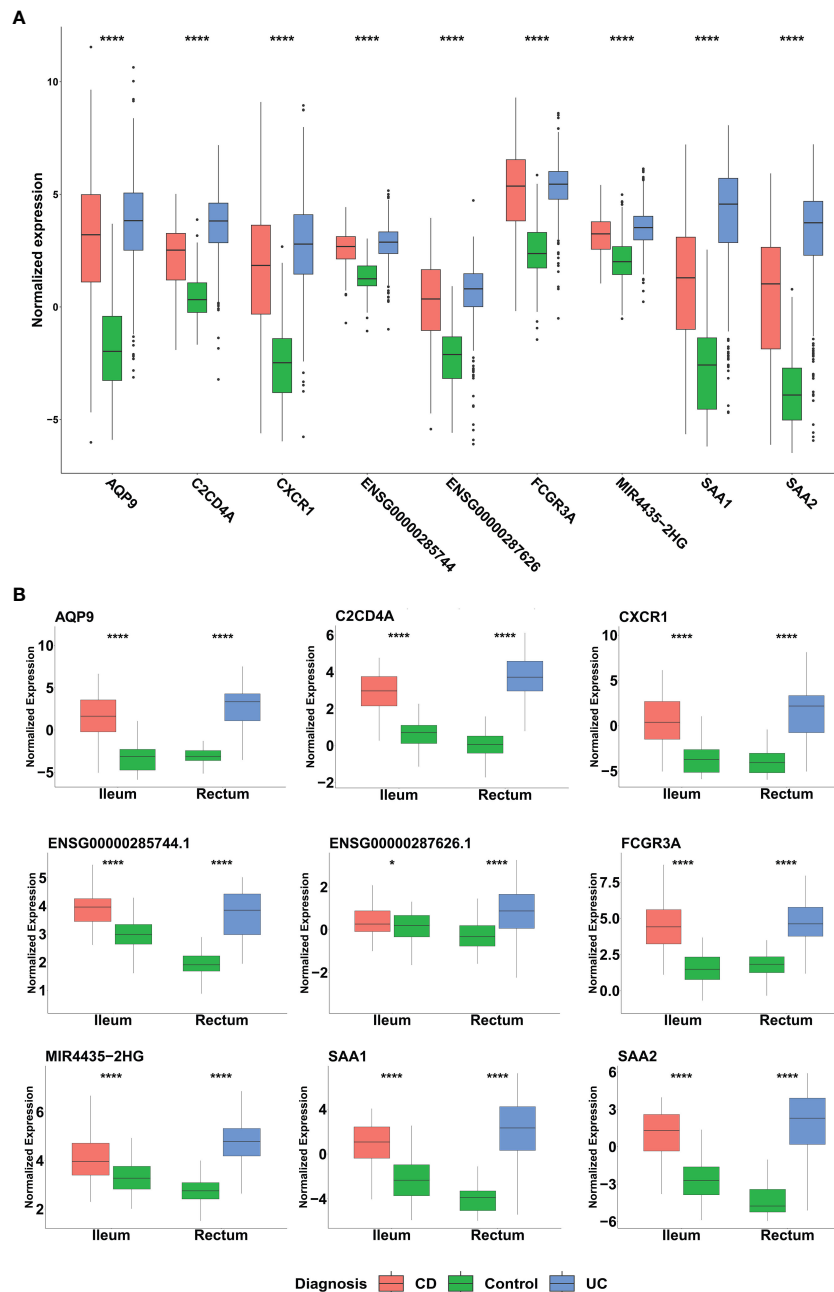 A
**** **** **** **** **** **** **** **** ****
10
5
0
−5
Normalized expression
AQP9
C2CD4A
CXCR1
ENSG00000285744
ENSG00000287626
FCGR3A
MIR4435−2HG
SAA1
SAA2
B
AQP9
**** ****
10
5
0
−5
Normalized Expression
Ileum Rectum
C2CD4A
**** ****
6
4
2
0
−2
Normalized Expression
Ileum Rectum
CXCR1
**** ****
10
5
0
−5
Normalized Expression
Ileum Rectum
ENSG00000285744.1
**** ****
5
4
3
2
1
Normalized Expression
Ileum Rectum
ENSG00000287626.1
* ****
2
0
−2
Normalized Expression
Ileum Rectum
FCGR3A
**** ****
7.5
5.0
2.5
0.0
Normalized Expression
Ileum Rectum
MIR4435−2HG
**** ****
6
4
2
Normalized Expression
Ileum Rectum
SAA1
**** ****
4
0
−4
Normalized Expression
Ileum Rectum
SAA2
**** ****
6
3
0
−3
−6
Normalized Expression
Ileum Rectum
Diagnosis CD Control UC